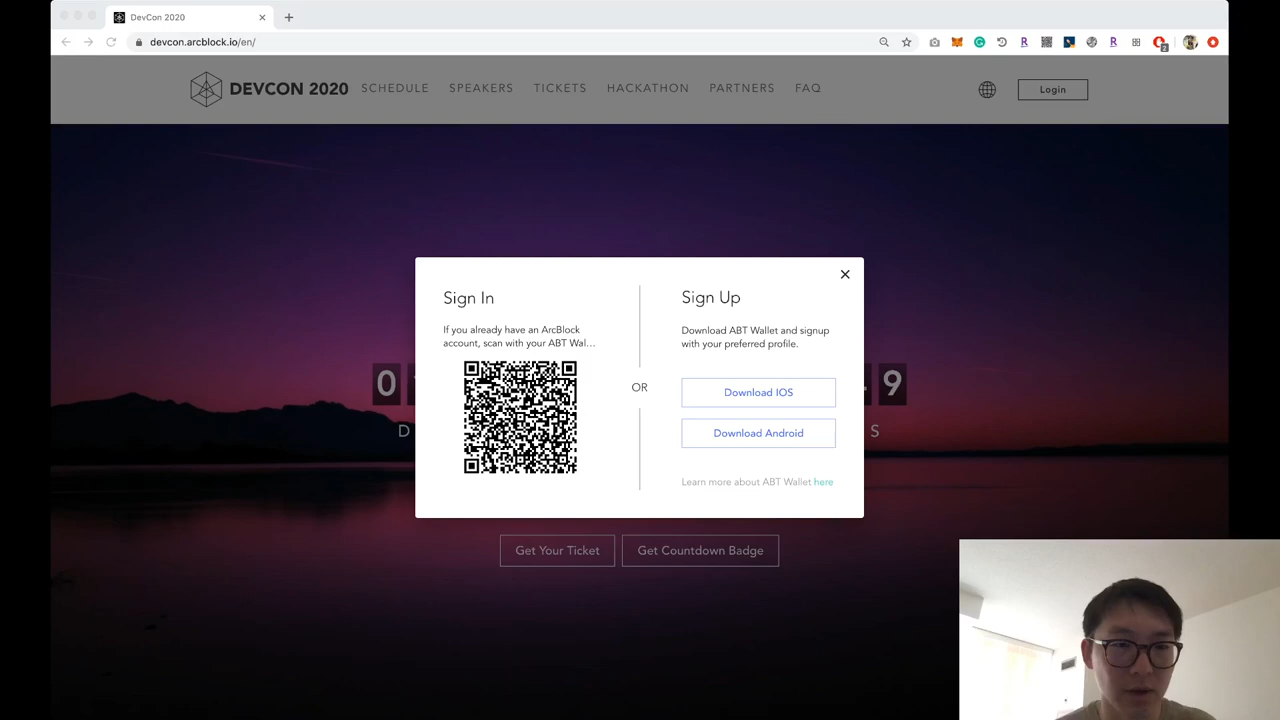 DevCon 2020
devcon.arcblock.io/en/
2
DEVCON 2020
SCHEDULE
SPEAKERS
TICKETS
HACKATHON
PARTNERS
FAQ
Login
Sign In
If you already have an ArcBlock
account, scan with your ABT Wal…
OR
Sign Up
Download ABT Wallet and signup
with your preferred profile.
Download IOS
Download Android
Learn more about ABT Wallet here
0
9
D
S
Get Your Ticket
Get Countdown Badge